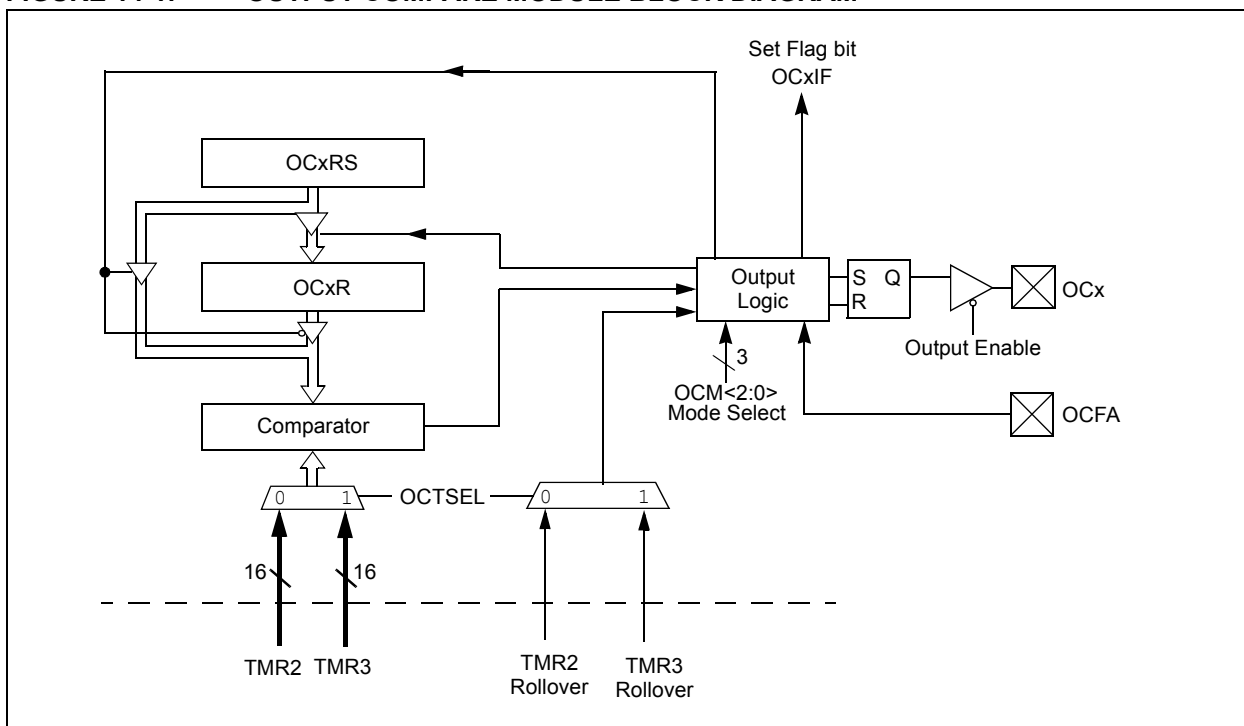 Set Flag bit
OCxIF
OCxRS
OCxR
Output
Logic
S Q
R
OCx
Output Enable
3
OCM<2:0>
Mode Select
OCFA
Comparator
0 1
OCTSEL
0 1
16 16
TMR2 TMR3
TMR2
Rollover
TMR3
Rollover